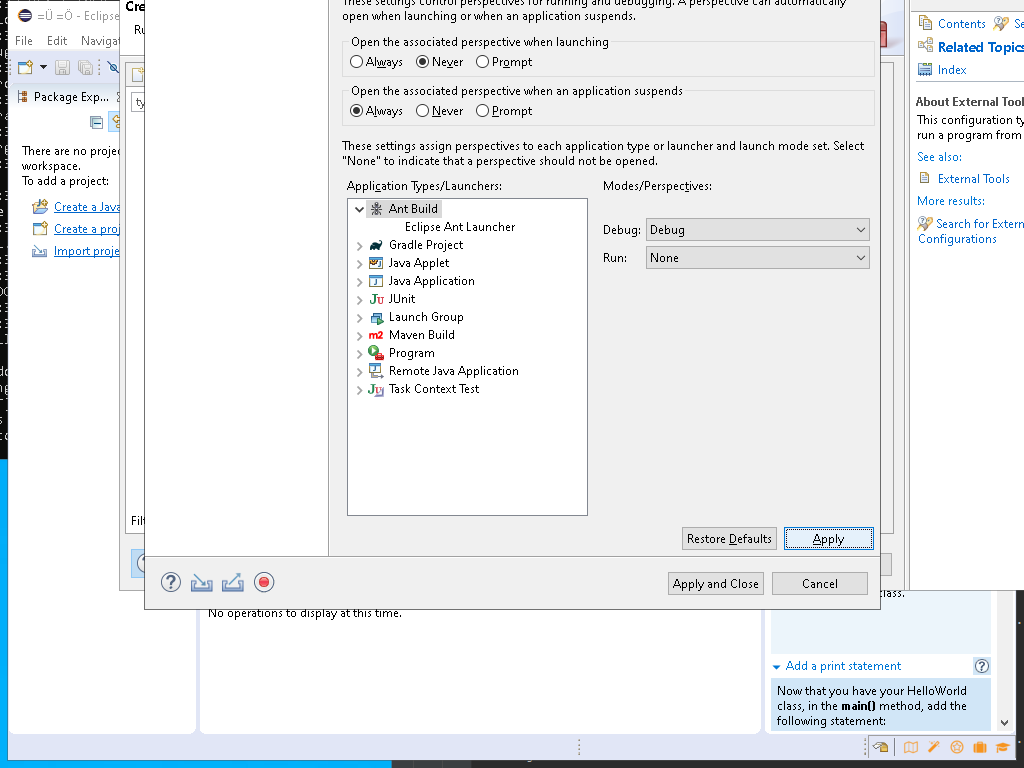 =Ü =Ö - Eclipse
File Edit Navigat
Package Exp...
There are no proje
workspace.
To add a project:
Create a Java
Create a proj
Import proje
Cre
Ru
ty
Filt
These settings control perspectives for running and debugging. A perspective can automatically
open when launching or when an application suspends.
Open the associated perspective when launching
Always Never Prompt
Open the associated perspective when an application suspends
Always Never Prompt
These settings assign perspectives to each application type or launcher and launch mode set. Select
"None" to indicate that a perspective should not be opened.
Application Types/Launchers:
Ant Build
Eclipse Ant Launcher
Gradle Project
Java Applet
Java Application
JUnit
Launch Group
Maven Build
Program
Remote Java Application
Task Context Test
Modes/Perspectives:
Debug: Debug
Run: None
Restore Defaults Apply
Apply and Close Cancel
No operations to display at this time.
Contents Se
Related Topics
Index
About External Tool
This configuration ty
run a program from
See also:
External Tools
More results:
Search for Extern
Configurations
class.
Add a print statement
Now that you have your HelloWorld
class, in the main() method, add the
following statement: